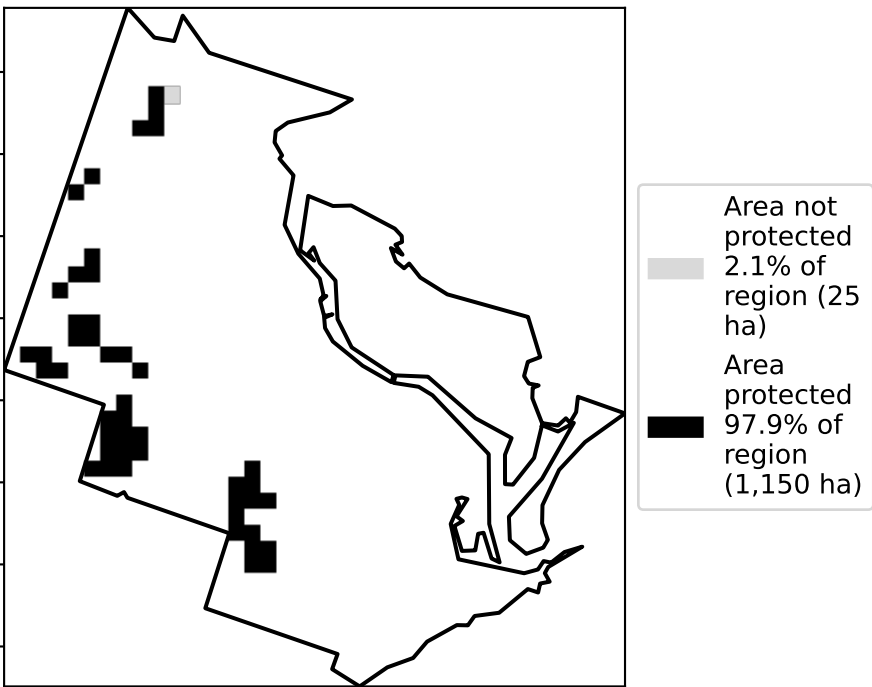 Area not
protected
2.1% of
region (25
ha)
Area
protected
97.9% of
region
(1,150 ha)